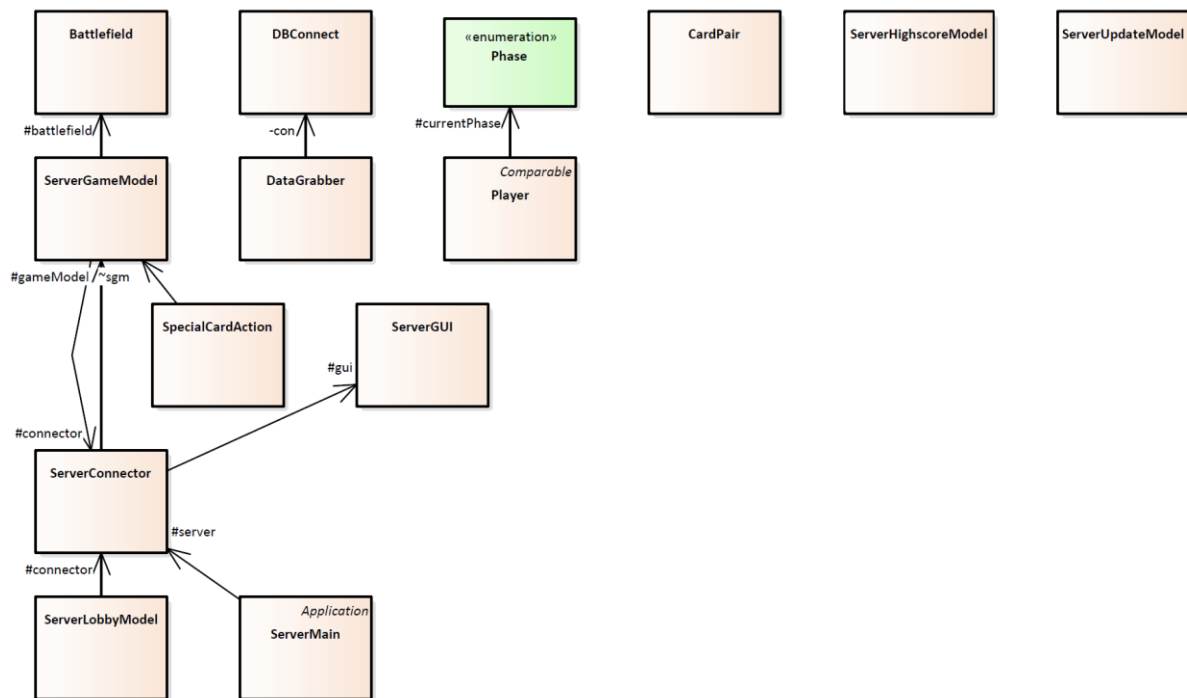 Battlefield
DBConnect
«enumeration»
Phase
CardPair
ServerHighscoreModel
ServerUpdateModel
#battlefield
-con
#currentPhase
ServerGameModel
DataGrabber
Comparable
Player
#gameModel
~sgm
SpecialCardAction
ServerGUI
#gui
#connector
ServerConnector
#server
#connector
ServerLobbyModel
Application
ServerMain